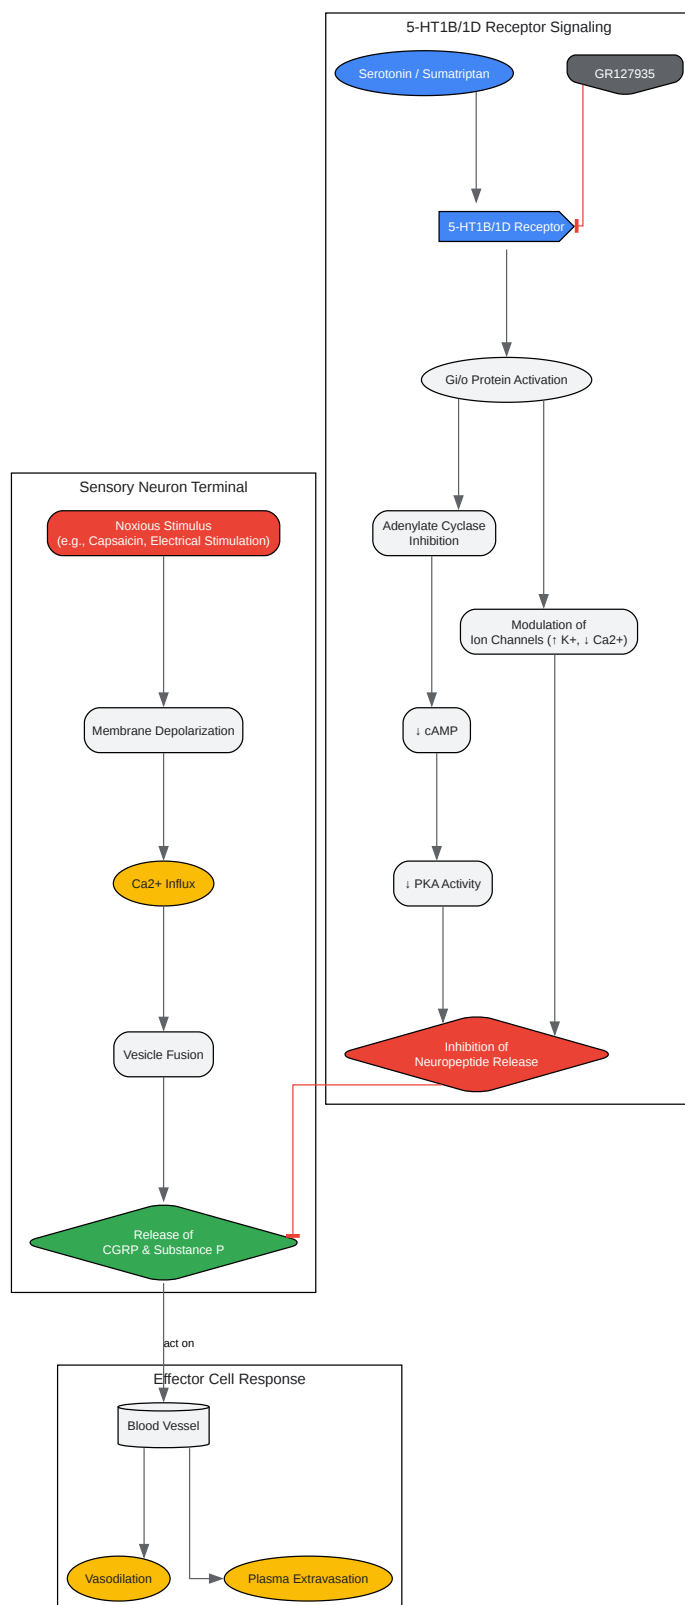 5-HT1B/1D Receptor Signaling
Serotonin / Sumatriptan
GR127935
5-HT1B/1D Receptor
Gi/o Protein Activation
Adenylate Cyclase
Inhibition
Modulation of
Ion Channels (↑ K+, ↓ Ca2+)
↓ cAMP
↓ PKA Activity
Inhibition of
Neuropeptide Release
Sensory Neuron Terminal
Noxious Stimulus
(e.g., Capsaicin, Electrical Stimulation)
Membrane Depolarization
Ca2+ Influx
Vesicle Fusion
Release of
CGRP & Substance P
act on
Effector Cell Response
Blood Vessel
Vasodilation
Plasma Extravasation